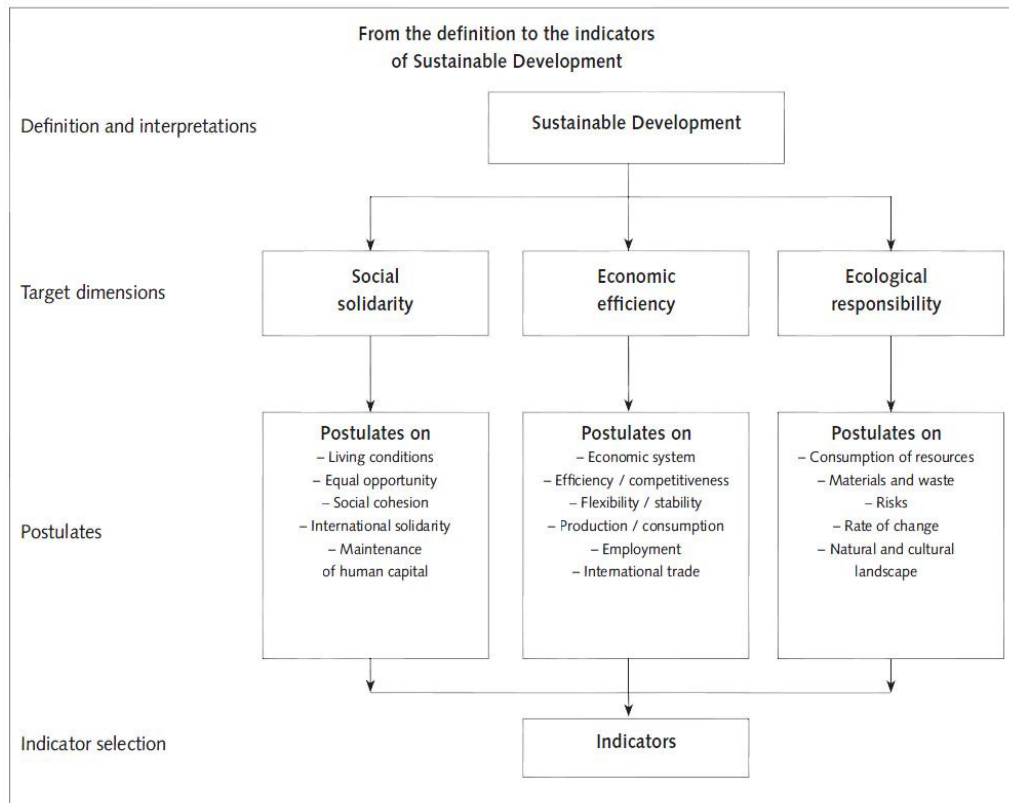 From the definition to the indicators
of Sustainable Development
Definition and interpretations
Sustainable Development
Target dimensions
Social
solidarity
Economic
efficiency
Ecological
responsibility
Postulates
Postulates on
– Living conditions
– Equal opportunity
– Social cohesion
– International solidarity
– Maintenance
of human capital
Postulates on
– Economic system
– Efficiency / competitiveness
– Flexibility / stability
– Production / consumption
– Employment
– International trade
Postulates on
– Consumption of resources
– Materials and waste
– Risks
– Rate of change
– Natural and cultural
landscape
Indicator selection
Indicators